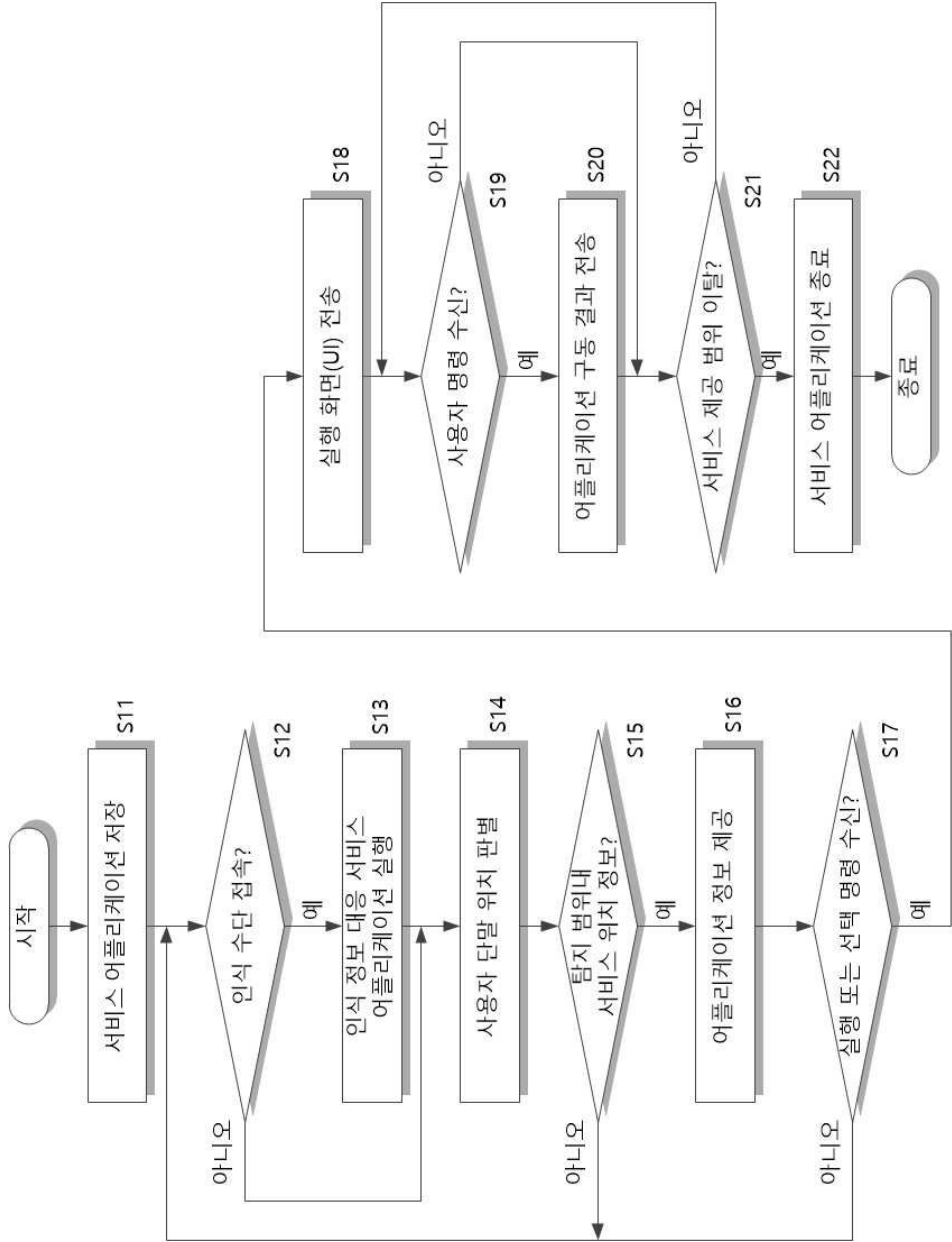 시작
서비스 어플리케이션 저장
S11
인식 수단 접속?
S12
아니오
예
인식 정보 대응 서비스
어플리케이션 실행
S13
사용자 단말 위치 판별
S14
탐지 범위내
서비스 위치 정보?
S15
아니오
예
어플리케이션 정보 제공
S16
실행 또는 선택 명령 수신?
S17
아니오
예
실행 화면(UI) 전송
S18
사용자 명령 수신?
S19
아니오
예
어플리케이션 구동 결과 전송
S20
서비스 제공 범위 이탈?
S21
아니오
예
서비스 어플리케이션 종료
S22
종료